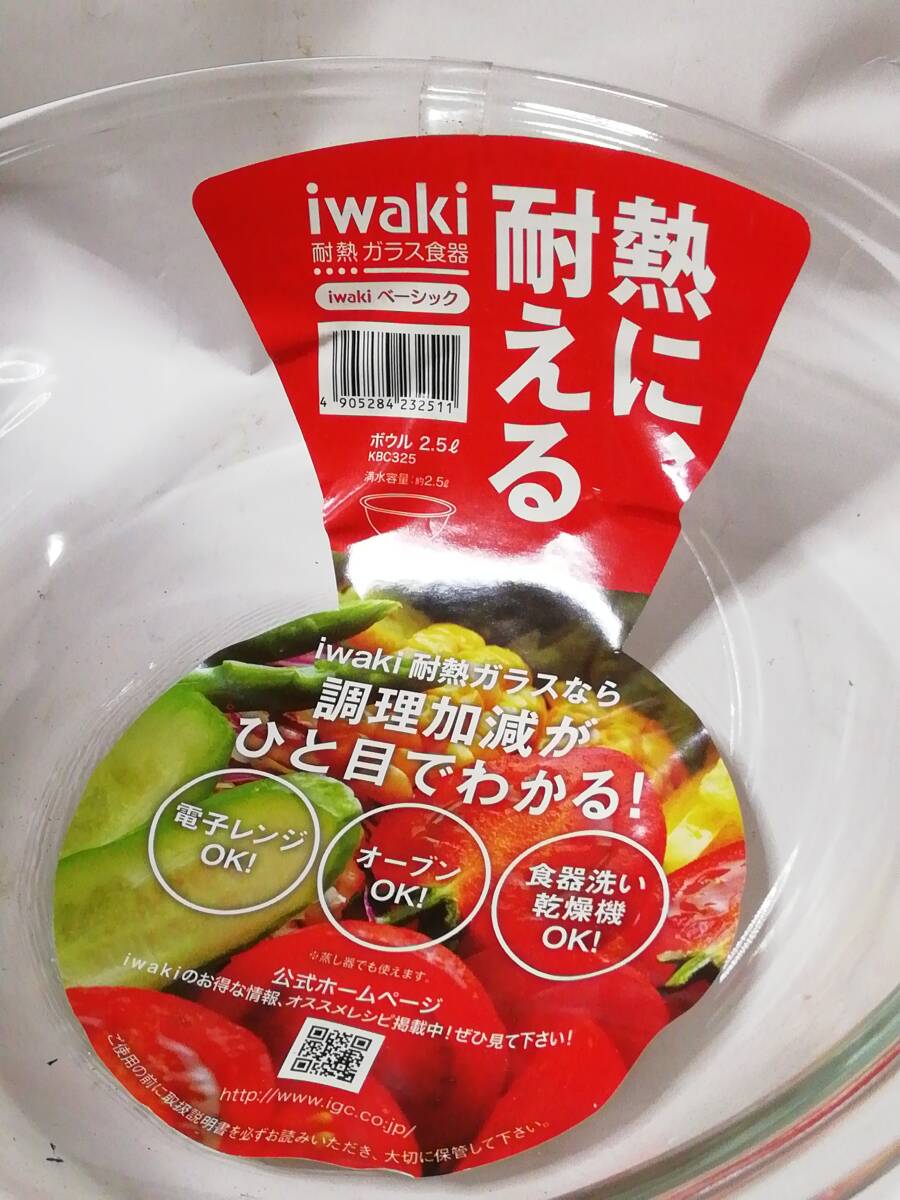 熱に、
耐える
iwaki
耐熱ガラス食器
iwaki ベーシック
4 905284 232511
ボウル 2.5ℓ
KBC325
満水容量:約2.5ℓ
iwaki 耐熱ガラスなら
調理加減が
ひと目でわかる!
電子レンジ
OK!
オーブン
OK!
食器洗い
乾燥機
OK!
※蒸し器でも使えます。
公式ホームページ
iwakiのお得な情報、オススメレシピ掲載中!ぜひ見て下さい!
http://www.igc.co.jp/
ご使用の前に取扱説明書を必ずお読みいただき、大切に保管して下さい。